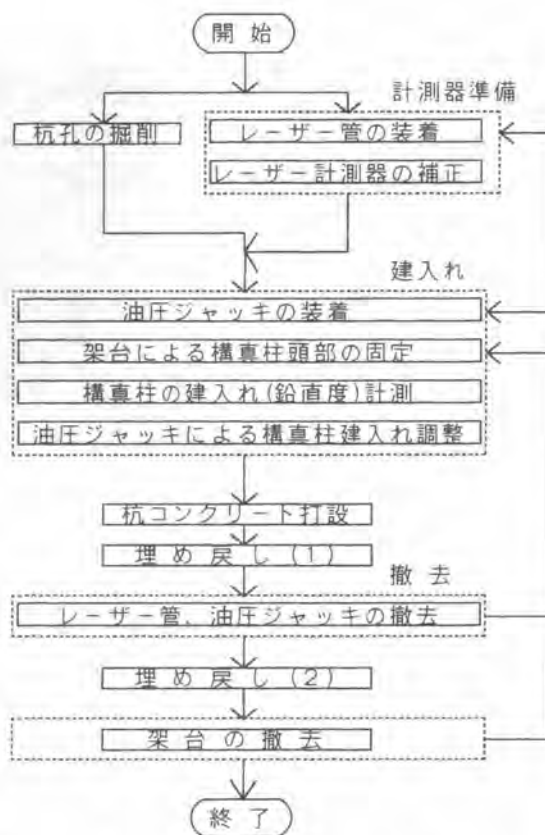 開始
計測器準備
杭孔の掘削
レーザー管の装着
レーザー計測器の補正
建入れ
油圧ジャッキの装着
架台による構真柱頭部の固定
構真柱の建入れ(鉛直度)計測
油圧ジャッキによる構真柱建入れ調整
杭コンクリート打設
埋め戻し(1)
撤去
レーザー管、油圧ジャッキの撤去
埋め戻し(2)
架台の撤去
終了